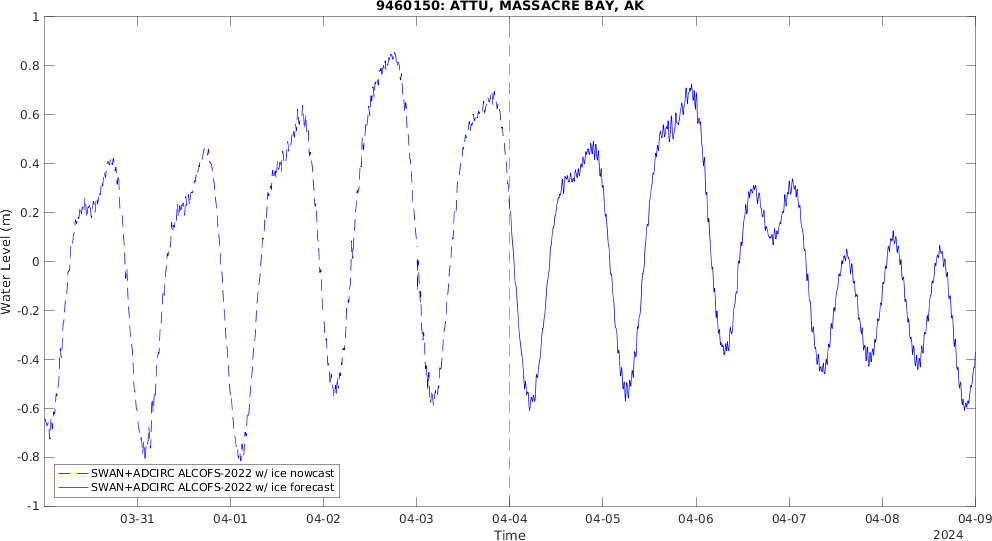 9460150: ATTU, MASSACRE BAY, AK
1
0.8
0.6
0.4
0.2
0
-0.2
-0.4
-0.6
-0.8
-1
Water Level (m)
SWAN+ADCIRC ALCOFS-2022 w/ ice nowcast
SWAN+ADCIRC ALCOFS-2022 w/ ice forecast
03-31 04-01 04-02 04-03 04-04 04-05 04-06 04-07 04-08 04-09
Time
2024